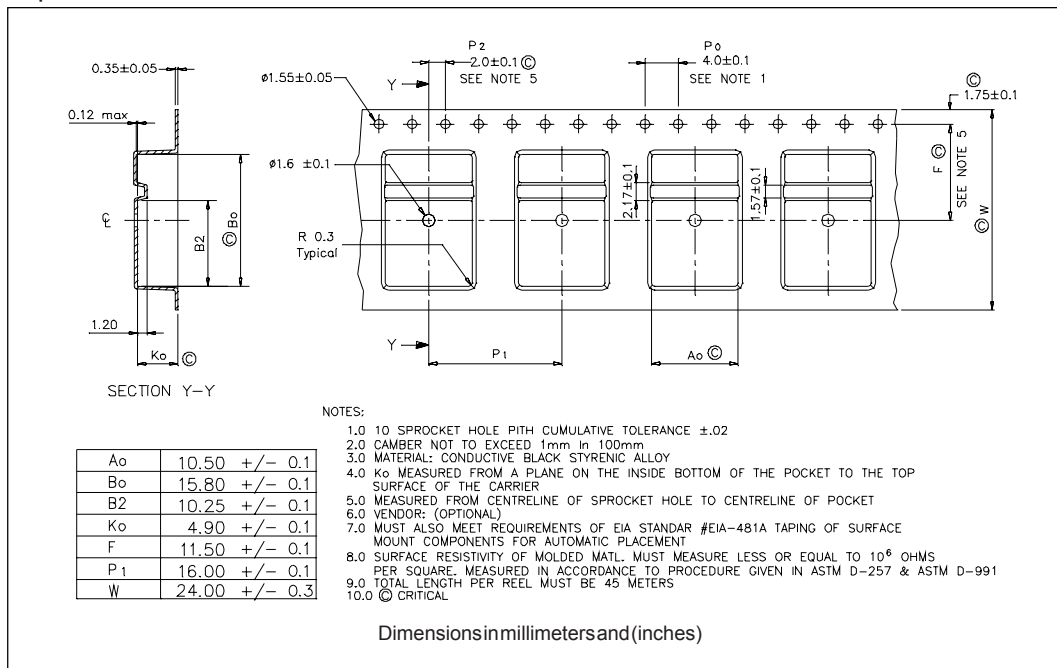 P2
2.0±0.1 Ⓒ
SEE NOTE 5
Po
4.0±0.1
SEE NOTE 1
Ⓒ
1.75±0.1
0.35±0.05
ø1.55±0.05
Y
0.12 max
ø1.6 ±0.1
2.17±0.1
1.57±0.1
F Ⓒ
SEE NOTE 5
Ⓒ W
℄
B2
Ⓒ Bo
R 0.3
Typical
1.20
Ko Ⓒ
Y
P1
Ao Ⓒ
SECTION Y-Y
NOTES:
1.0 10 SPROCKET HOLE PITH CUMULATIVE TOLERANCE ±.02
2.0 CAMBER NOT TO EXCEED 1mm In 100mm
3.0 MATERIAL: CONDUCTIVE BLACK STYRENIC ALLOY
4.0 Ko MEASURED FROM A PLANE ON THE INSIDE BOTTOM OF THE POCKET TO THE TOP
SURFACE OF THE CARRIER
5.0 MEASURED FROM CENTRELINE OF SPROCKET HOLE TO CENTRELINE OF POCKET
6.0 VENDOR: (OPTIONAL)
7.0 MUST ALSO MEET REQUIREMENTS OF EIA STANDAR #EIA-481A TAPING OF SURFACE
MOUNT COMPONENTS FOR AUTOMATIC PLACEMENT
8.0 SURFACE RESISTIVITY OF MOLDED MATL. MUST MEASURE LESS OR EQUAL TO 10⁶ OHMS
PER SQUARE. MEASURED IN ACCORDANCE TO PROCEDURE GIVEN IN ASTM D-257 & ASTM D-991
9.0 TOTAL LENGTH PER REEL MUST BE 45 METERS
10.0 Ⓒ CRITICAL
Ao 10.50 +/- 0.1
Bo 15.80 +/- 0.1
B2 10.25 +/- 0.1
Ko 4.90 +/- 0.1
F 11.50 +/- 0.1
P1 16.00 +/- 0.1
W 24.00 +/- 0.3
Dimensions in millimeters and (inches)